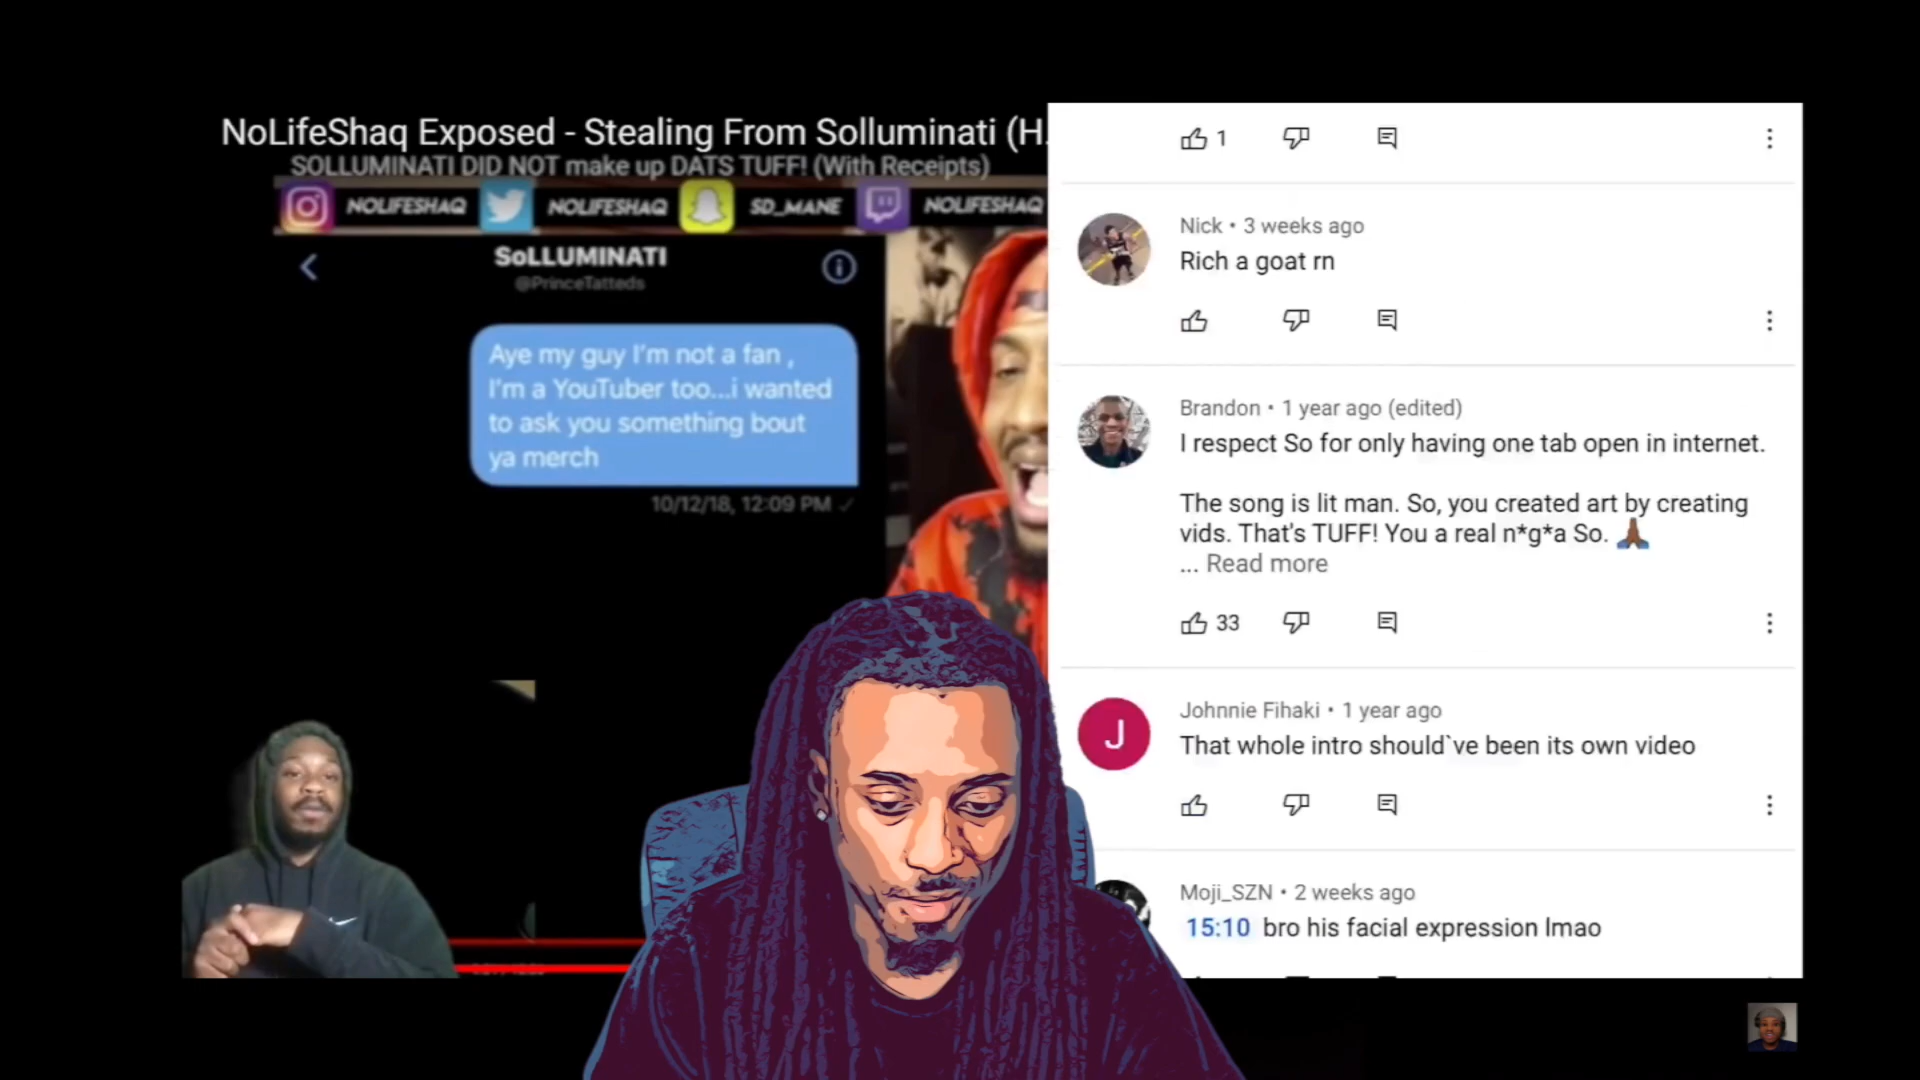 NoLifeShaq Exposed - Stealing From Solluminati (H.
SOLLUMINATI DID NOT make up DATS TUFF! (With Receipts)
NOLIFESHAQ NOLIFESHAQ SD_MANE NOLIFESHAQ
SoLLUMINATI
@PrinceTatteds
Aye my guy I'm not a fan ,
I'm a YouTuber too...i wanted
to ask you something bout
ya merch
10/12/18, 12:09 PM
1
Nick • 3 weeks ago
Rich a goat rn
Brandon • 1 year ago (edited)
I respect So for only having one tab open in internet.
The song is lit man. So, you created art by creating
vids. That's TUFF! You a real n*g*a So. 🙏🏾
... Read more
33
J
Johnnie Fihaki • 1 year ago
That whole intro should`ve been its own video
Moji_SZN • 2 weeks ago
15:10 bro his facial expression lmao